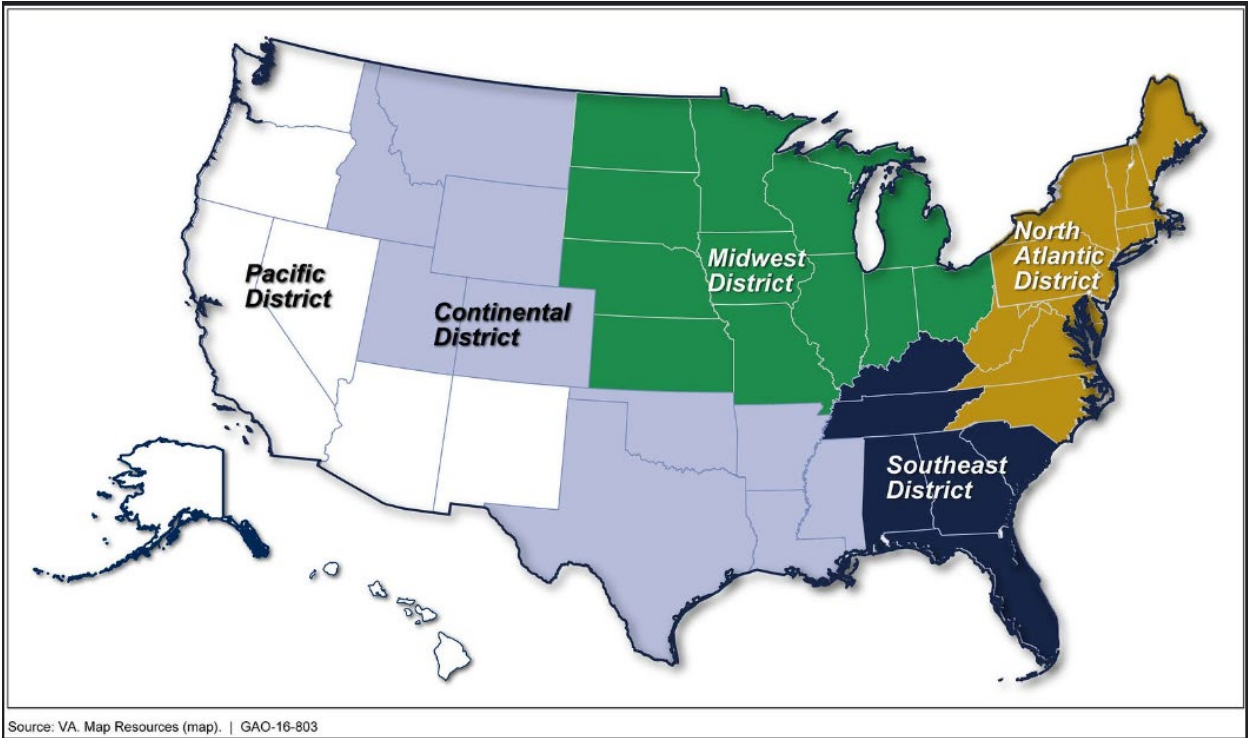 Pacific
District
Continental
District
Midwest
District
North
Atlantic
District
Southeast
District
Source: VA. Map Resources (map). | GAO-16-803